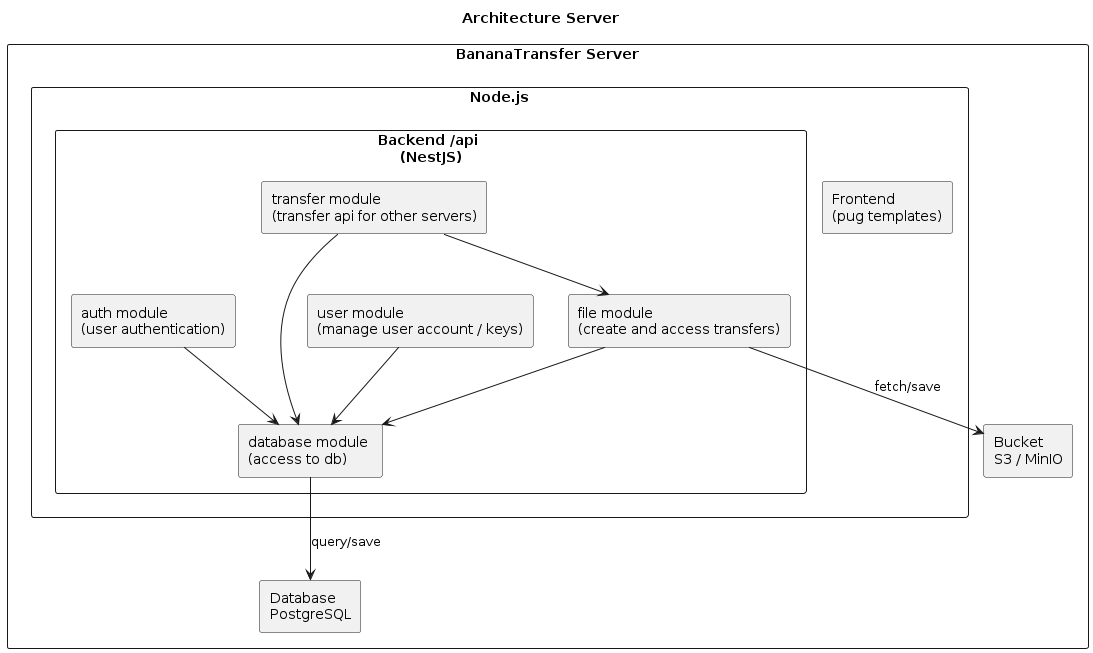 Architecture Server
BananaTransfer Server
Node.js
Backend /api
(NestJS)
transfer module
(transfer api for other servers)
Frontend
(pug templates)
auth module
(user authentication)
user module
(manage user account / keys)
file module
(create and access transfers)
fetch/save
database module
(access to db)
Bucket
S3 / MinIO
query/save
Database
PostgreSQL